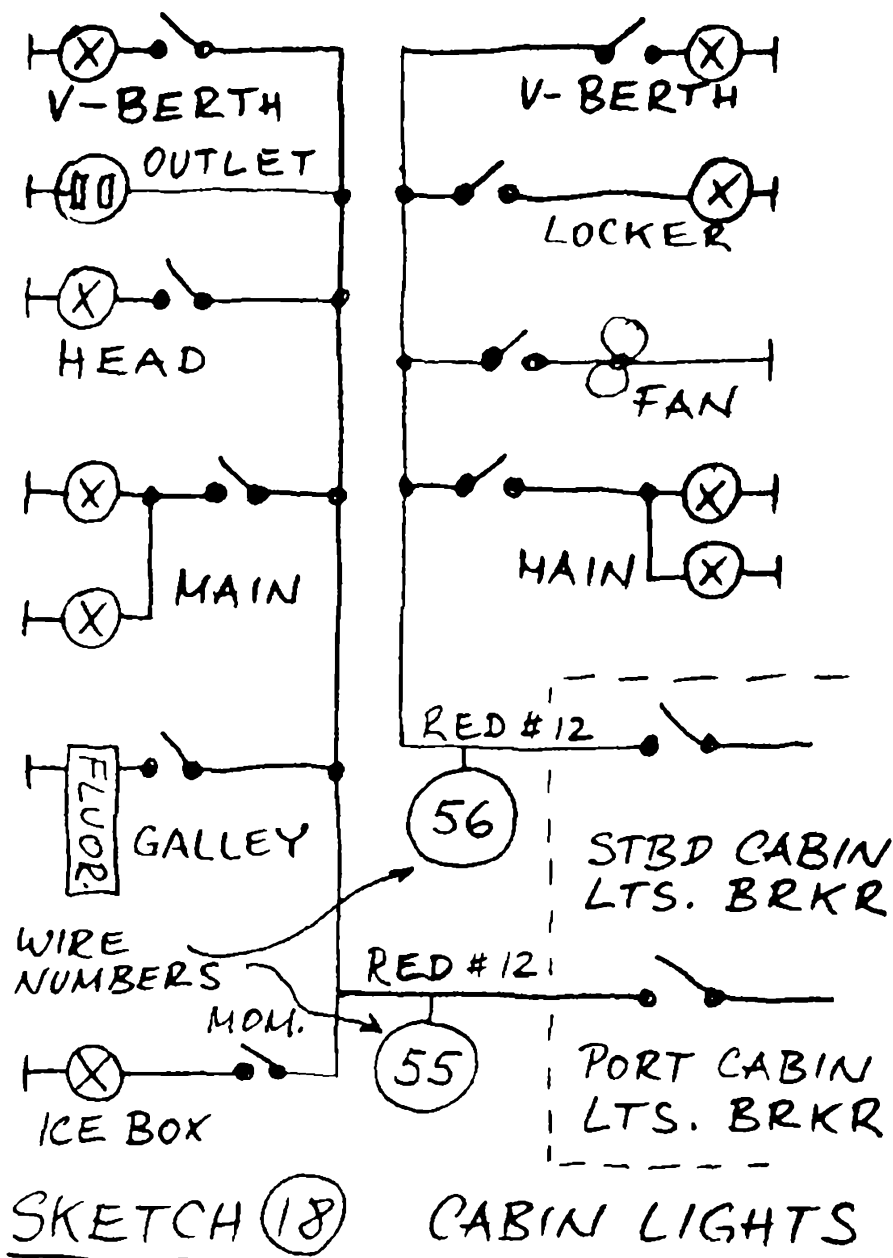 V-BERTH
OUTLET
HEAD
MAIN
FLUOR.
GALLEY
WIRE
NUMBERS
MOM.
ICE BOX
V-BERTH
LOCKER
FAN
MAIN
RED #12
56
STBD CABIN
LTS. BRKR
RED #12
55
PORT CABIN
LTS. BRKR
SKETCH 18 CABIN LIGHTS